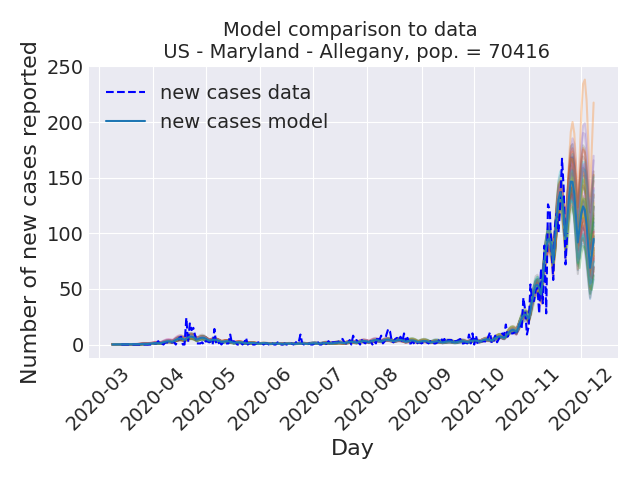 Model comparison to data
US - Maryland - Allegany, pop. = 70416
Number of new cases reported
250
200
150
100
50
0
new cases data
new cases model
2020-03
2020-04
2020-05
2020-06
2020-07
2020-08
2020-09
2020-10
2020-11
2020-12
Day